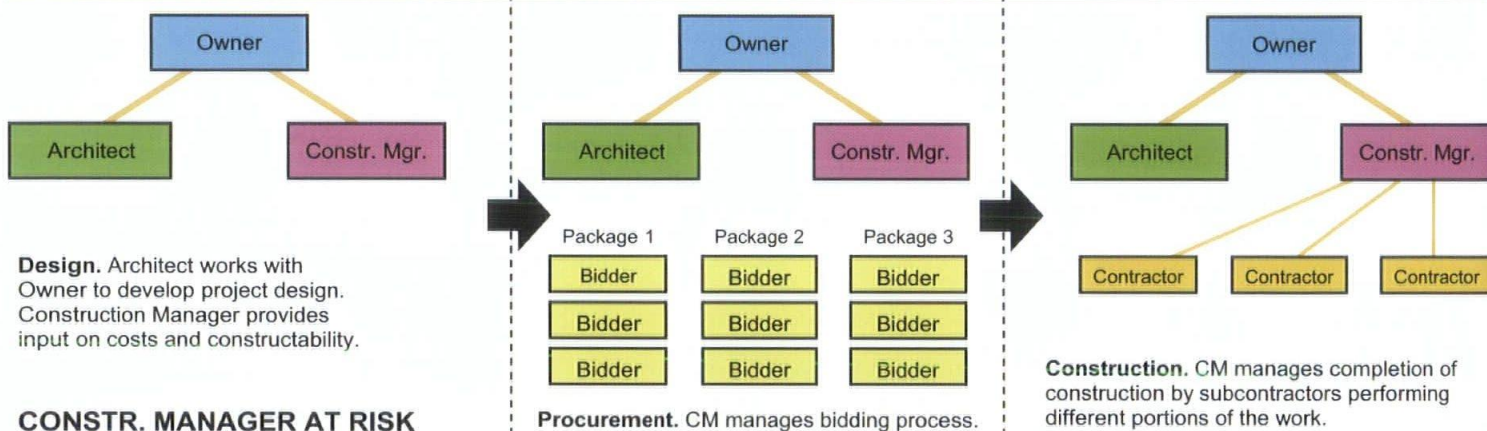 Owner
Architect
Constr. Mgr.
Design. Architect works with
Owner to develop project design.
Construction Manager provides
input on costs and constructability.
CONSTR. MANAGER AT RISK
Owner
Architect
Constr. Mgr.
Package 1
Package 2
Package 3
Bidder
Bidder
Bidder
Bidder
Bidder
Bidder
Bidder
Bidder
Bidder
Procurement. CM manages bidding process.
Owner
Architect
Constr. Mgr.
Contractor
Contractor
Contractor
Construction. CM manages completion of
construction by subcontractors performing
different portions of the work.